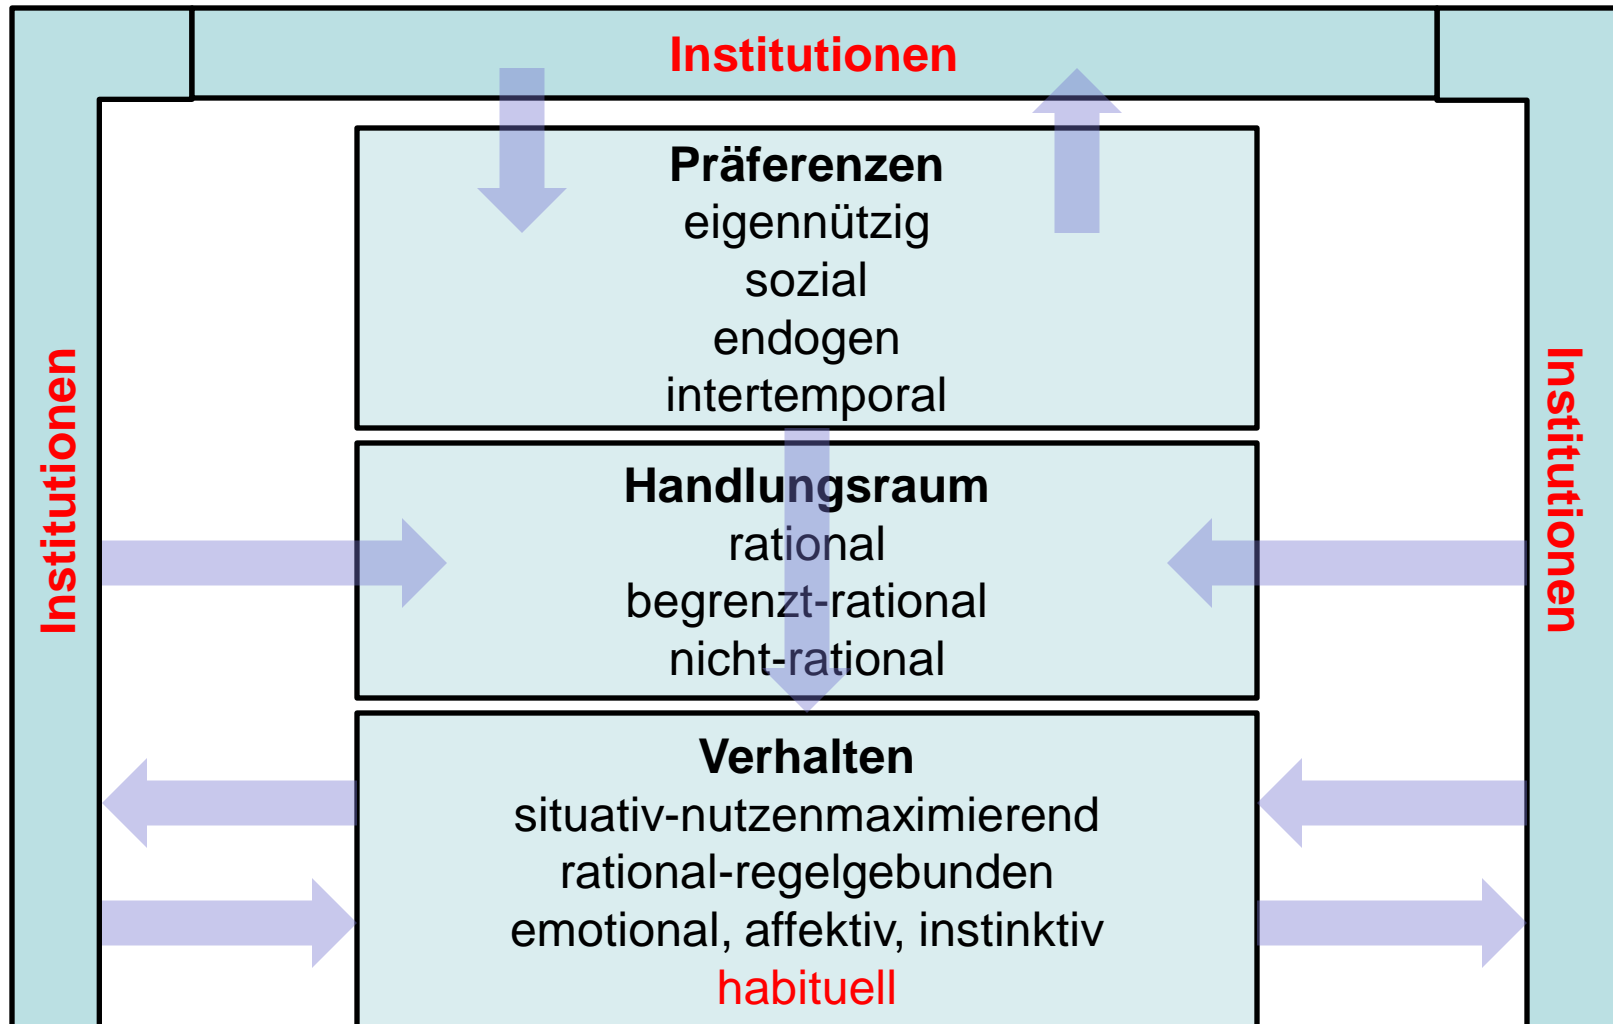 Institutionen
Präferenzen
eigennützig
sozial
endogen
intertemporal
Institutionen
Handlungsraum
rational
begrenzt-rational
nicht-rational
Institutionen
Verhalten
situativ-nutzenmaximierend
rational-regelgebunden
emotional, affektiv, instinktiv
habituell